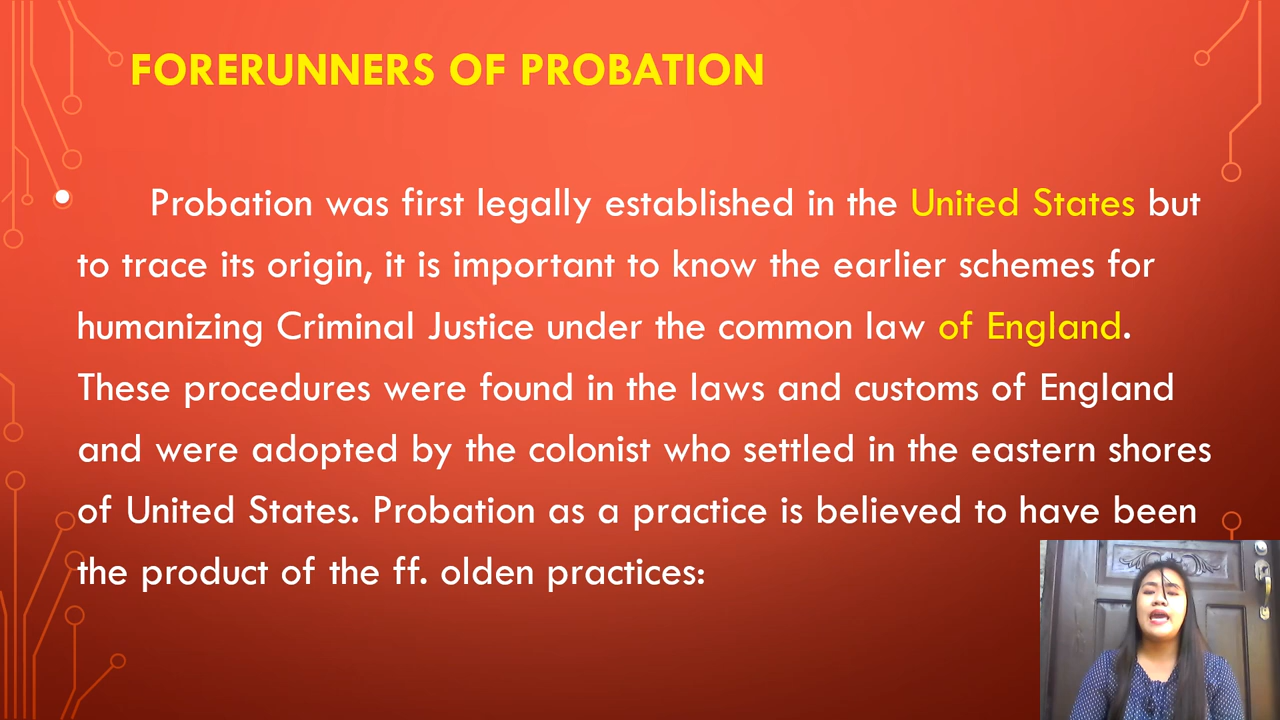 FORERUNNERS OF PROBATION
Probation was first legally established in the United States but
to trace its origin, it is important to know the earlier schemes for
humanizing Criminal Justice under the common law of England.
These procedures were found in the laws and customs of England
and were adopted by the colonist who settled in the eastern shores
of United States. Probation as a practice is believed to have been
the product of the ff. olden practices: